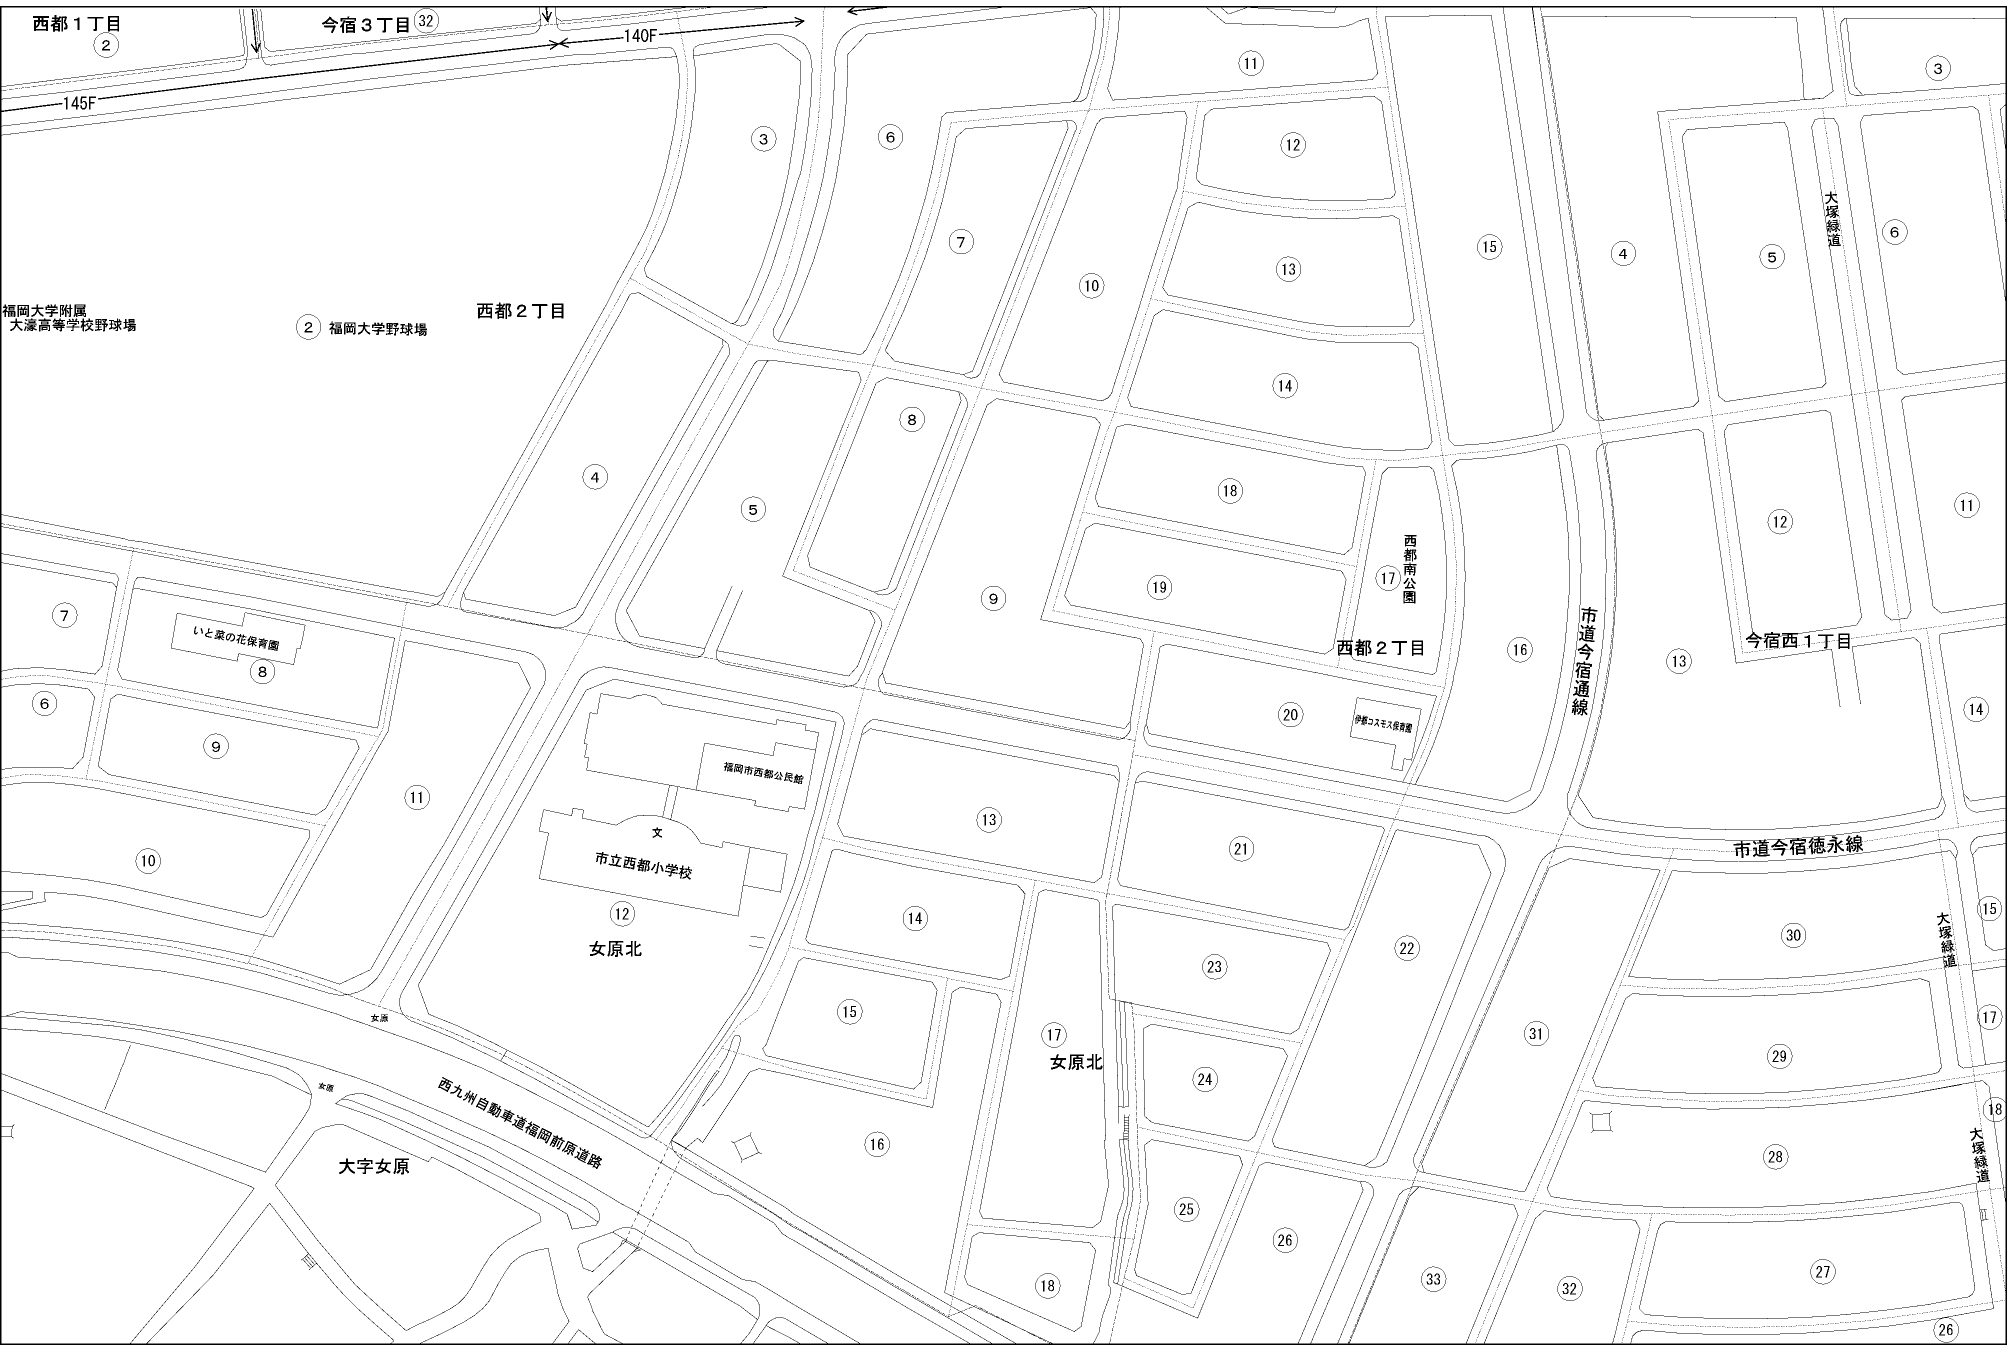 西都１丁目
2
今宿３丁目
32
140F
145F
3
6
11
12
13
14
15
7
10
3
4
5
大塚緑道
6
福岡大学附属
大濠高等学校野球場
2
福岡大学野球場
西都２丁目
4
5
8
9
18
19
17
西都南公園
西都２丁目
16
市道今宿通線
13
今宿西１丁目
12
11
14
7
いと菜の花保育園
8
6
9
10
11
福岡市西都公民館
文
市立西都小学校
12
女原北
13
14
15
20
伊都コスモス保育園
21
22
市道今宿徳永線
23
24
25
17
女原北
16
18
26
女原
女原
西九州自動車道福岡前原道路
大字女原
30
大塚緑道
15
31
29
17
28
18
大塚緑道
27
33
32
26